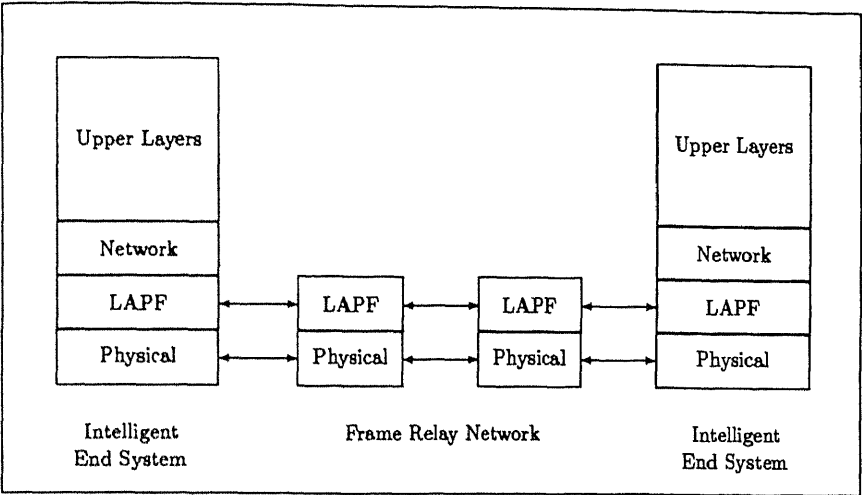 Upper Layers
Upper Layers
Network
Network
LAPF
LAPF
LAPF
LAPF
Physical
Physical
Physical
Physical
Intelligent
End System
Frame Relay Network
Intelligent
End System